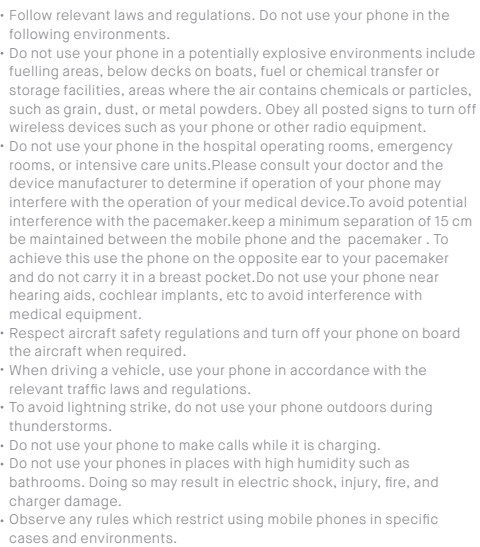 • Follow relevant laws and regulations. Do not use your phone in the
following environments.
• Do not use your phone in a potentially explosive environments include
fuelling areas, below decks on boats, fuel or chemical transfer or
storage facilities, areas where the air contains chemicals or particles,
such as grain, dust, or metal powders. Obey all posted signs to turn off
wireless devices such as your phone or other radio equipment.
• Do not use your phone in the hospital operating rooms, emergency
rooms, or intensive care units.Please consult your doctor and the
device manufacturer to determine if operation of your phone may
interfere with the operation of your medical device.To avoid potential
interference with the pacemaker.keep a minimum separation of 15 cm
be maintained between the mobile phone and the  pacemaker . To
achieve this use the phone on the opposite ear to your pacemaker
and do not carry it in a breast pocket.Do not use your phone near
hearing aids, cochlear implants, etc to avoid interference with
medical equipment.
• Respect aircraft safety regulations and turn off your phone on board
the aircraft when required.
• When driving a vehicle, use your phone in accordance with the
relevant traffic laws and regulations.
• To avoid lightning strike, do not use your phone outdoors during
thunderstorms.
• Do not use your phone to make calls while it is charging.
• Do not use your phones in places with high humidity such as
bathrooms. Doing so may result in electric shock, injury, fire, and
charger damage.
• Observe any rules which restrict using mobile phones in specific
cases and environments.